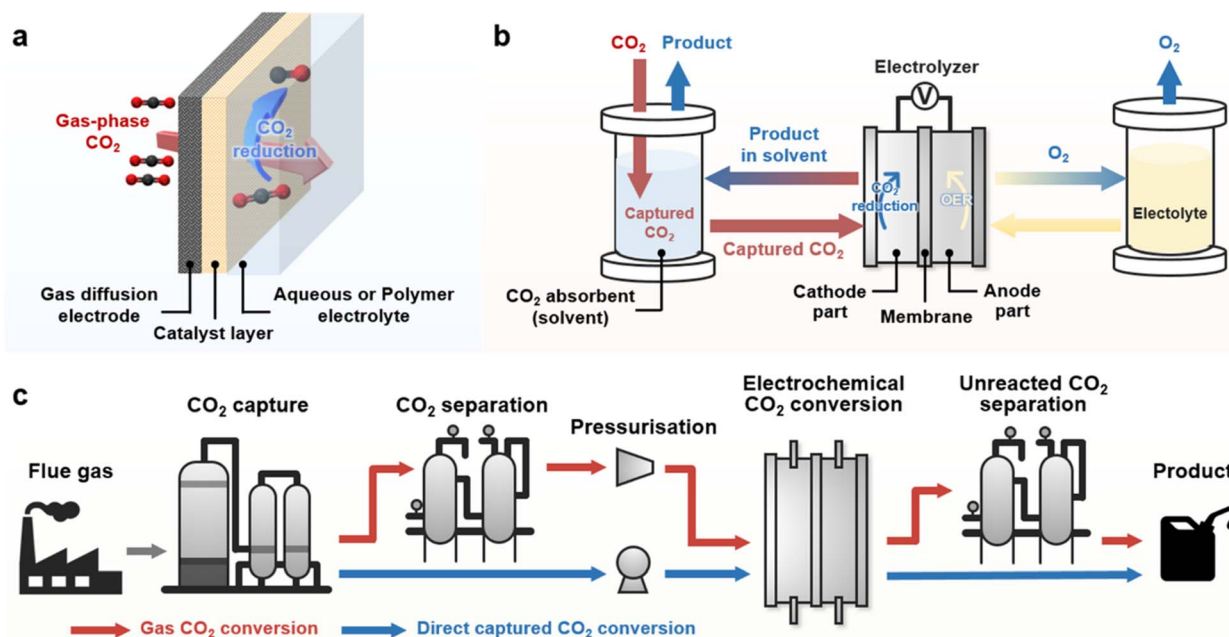 a
Gas-phase
CO₂
CO₂
reduction
Gas diffusion
electrode
Catalyst layer
Aqueous or Polymer
electrolyte
b
CO₂
Product
O₂
Electrolyzer
V
Product
in solvent
O₂
CO₂
reduction
OER
Captured
CO₂
Electolyte
Captured CO₂
CO₂ absorbent
(solvent)
Cathode
part
Membrane
Anode
part
c
CO₂ capture
CO₂ separation
Pressurisation
Electrochemical
CO₂ conversion
Unreacted CO₂
separation
Flue gas
Product
Gas CO₂ conversion
Direct captured CO₂ conversion